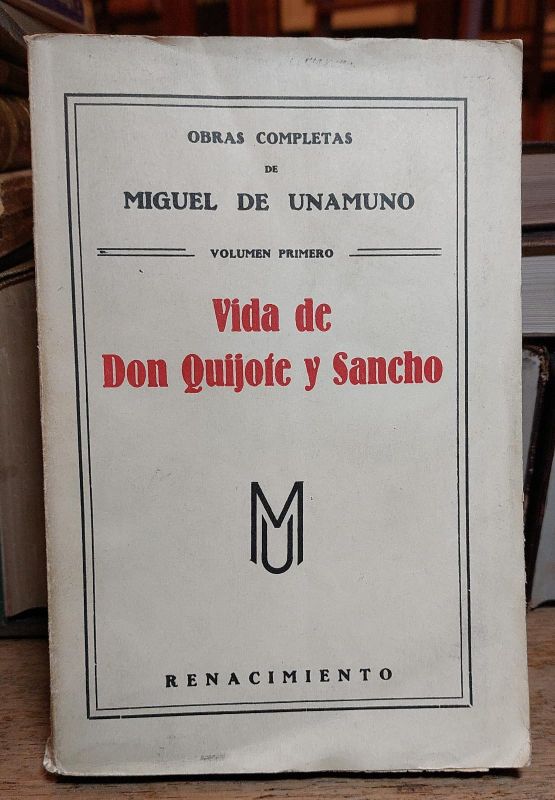 OBRAS COMPLETAS
DE
MIGUEL DE UNAMUNO
VOLUMEN PRIMERO
Vida de
Don Quijote y Sancho
MU
RENACIMIENTO